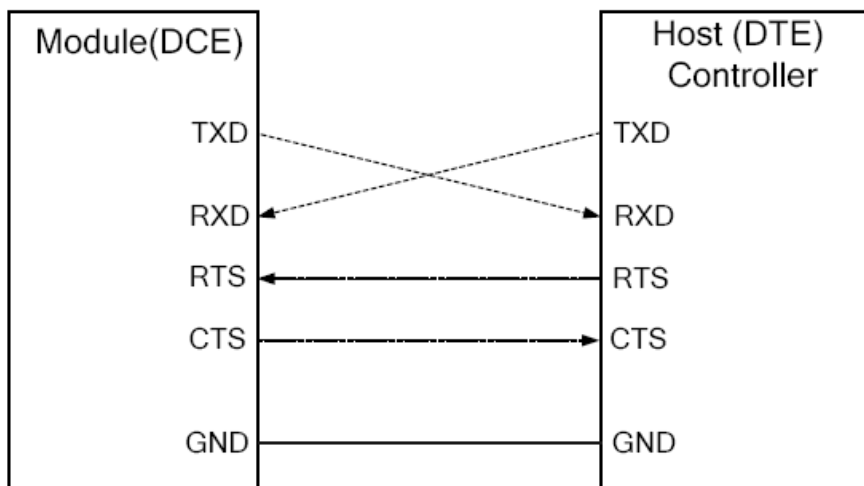 Module(DCE)
Host (DTE)
Controller
TXD
TXD
RXD
RXD
RTS
RTS
CTS
CTS
GND
GND